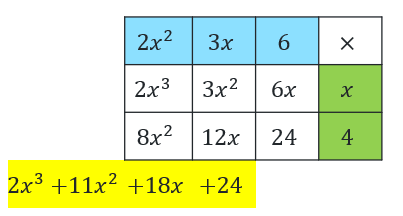 2x² 3x 6 ×
2x³ 3x² 6x x
8x² 12x 24 4
2x³ +11x² +18x +24